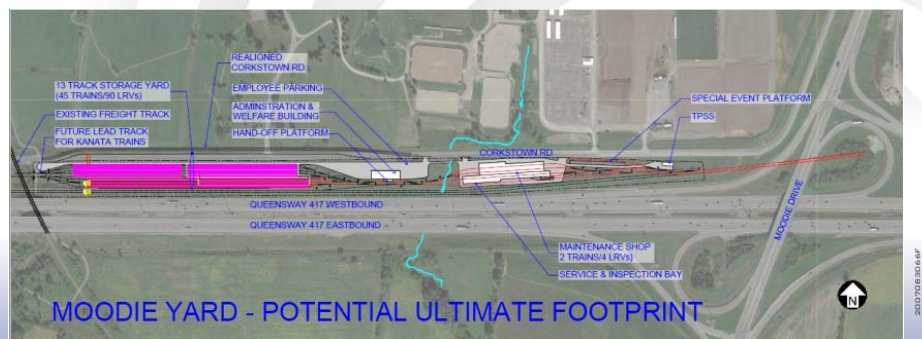 REALIGNED
CORKSTOWN RD.
13 TRACK STORAGE YARD
(45 TRAINS/90 LRVs)
EMPLOYEE PARKING
EXISTING FREIGHT TRACK
ADMINSTRATION &
WELFARE BUILDING
FUTURE LEAD TRACK
FOR KANATA TRAINS
HAND-OFF PLATFORM
SPECIAL EVENT PLATFORM
TPSS
CORKSTOWN RD
QUEENSWAY 417 WESTBOUND
QUEENSWAY 417 EASTBOUND
MOODIE DRIVE
MAINTENANCE SHOP
2 TRAINS/4 LRVs)
SERVICE & INSPECTION BAY
MOODIE YARD - POTENTIAL ULTIMATE FOOTPRINT
N
2007083066F